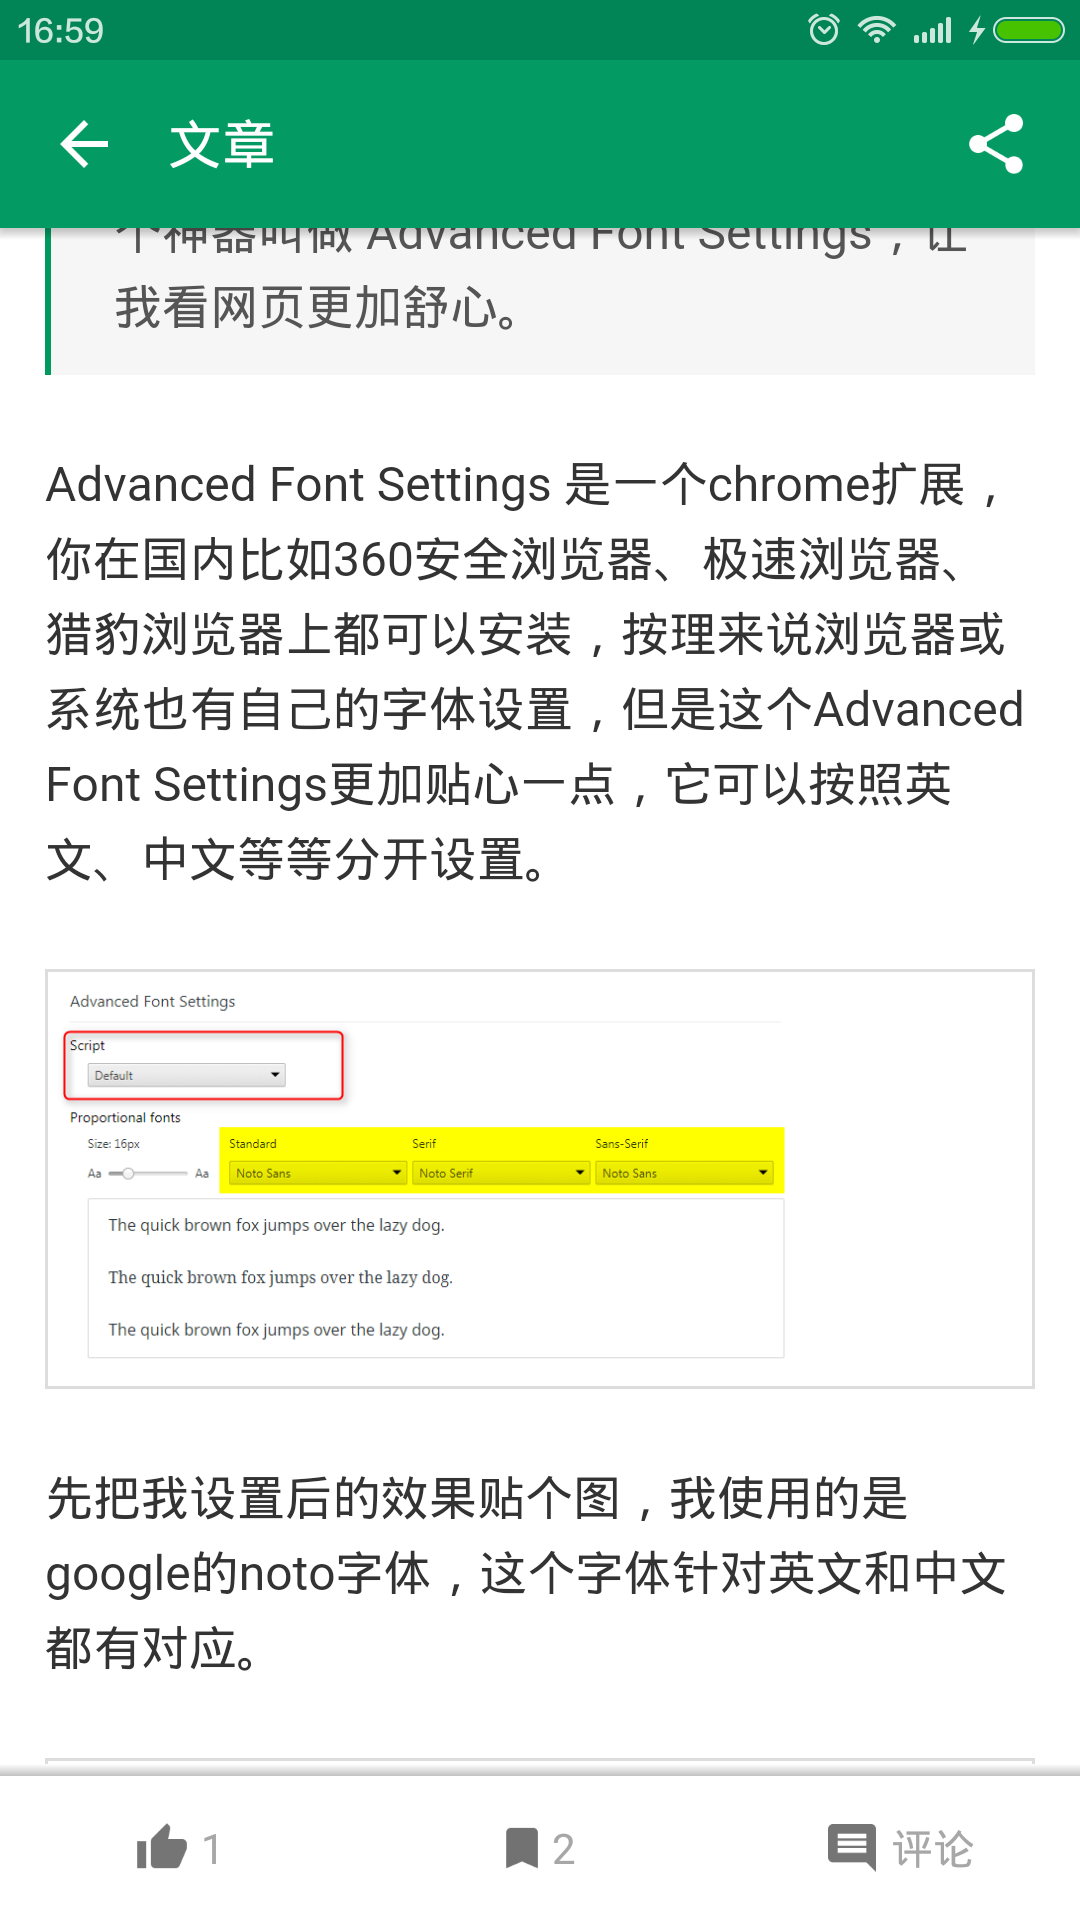 16:59
文章
个神器叫做 Advanced Font Settings，让
我看网页更加舒心。
Advanced Font Settings 是一个chrome扩展，
你在国内比如360安全浏览器、极速浏览器、
猎豹浏览器上都可以安装，按理来说浏览器或
系统也有自己的字体设置，但是这个Advanced
Font Settings更加贴心一点，它可以按照英
文、中文等等分开设置。
Advanced Font Settings
Script
Default
Proportional fonts
Size: 16px
Standard
Serif
Sans-Serif
Aa
Aa
Noto Sans
Noto Serif
Noto Sans
The quick brown fox jumps over the lazy dog.
The quick brown fox jumps over the lazy dog.
The quick brown fox jumps over the lazy dog.
先把我设置后的效果贴个图，我使用的是
google的noto字体，这个字体针对英文和中文
都有对应。
1
2
评论